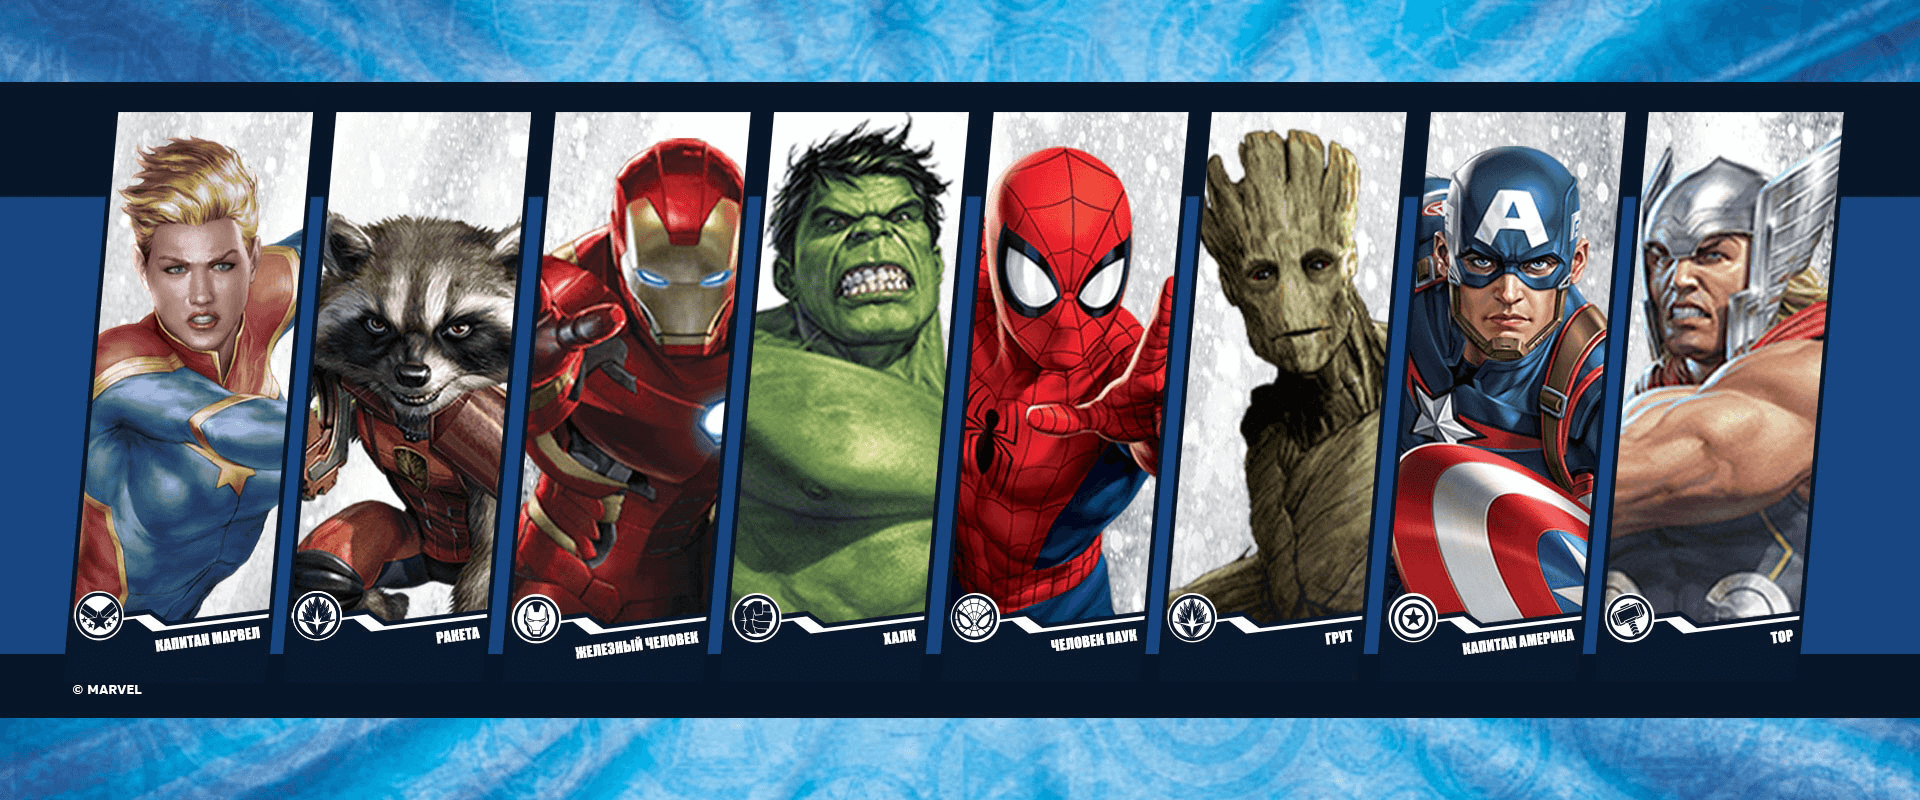 КАПИТАН МАРВЕЛ
РАКЕТА
ЖЕЛЕЗНЫЙ ЧЕЛОВЕК
ХАЛК
ЧЕЛОВЕК ПАУК
ГРУТ
КАПИТАН АМЕРИКА
ТОР
A
© MARVEL